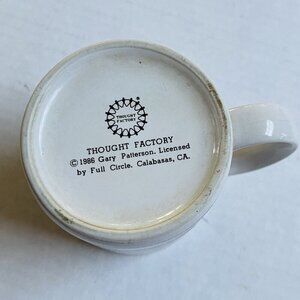 THOUGHT
FACTORY
THOUGHT FACTORY
©1986 Gary Patterson. Licensed
by Full Circle. Calabasas, CA.